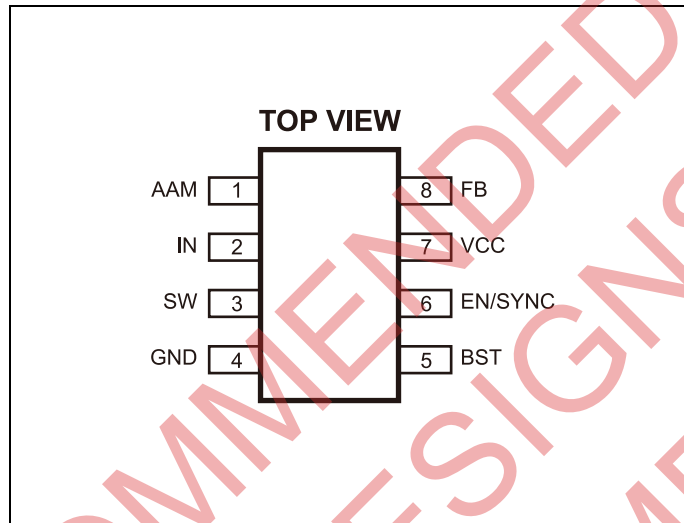 TOP VIEW
AAM 1 8 FB
IN 2 7 VCC
SW 3 6 EN/SYNC
GND 4 5 BST